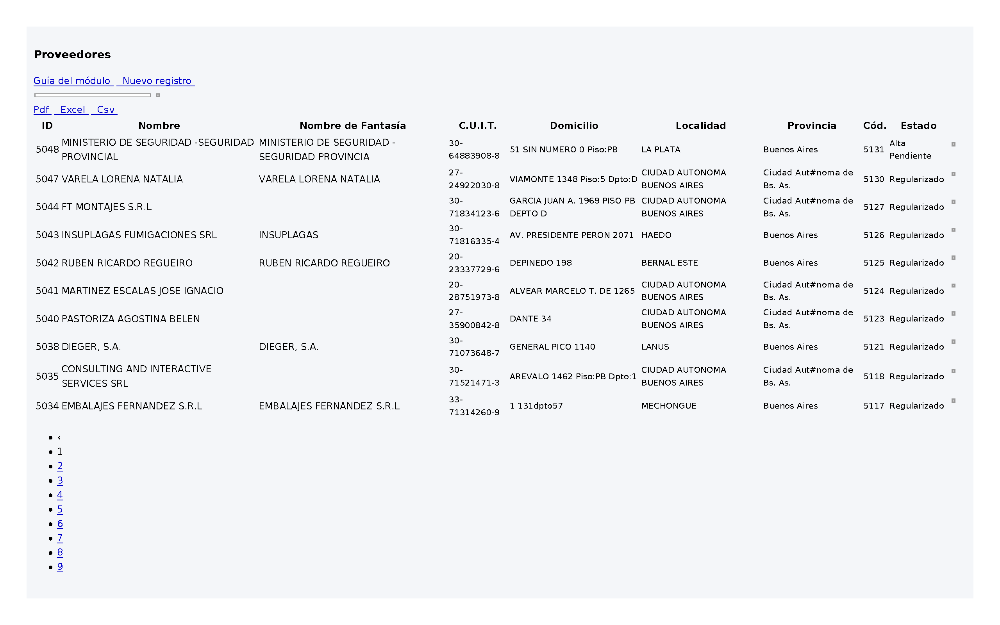 Proveedores
Guía del módulo   Nuevo registro
Pdf   Excel   Csv
ID Nombre Nombre de Fantasía C.U.I.T. Domicilio Localidad Provincia Cód. Estado
MINISTERIO DE SEGURIDAD -SEGURIDAD MINISTERIO DE SEGURIDAD - 30- Alta
5048 51 SIN NUMERO 0 Piso:PB LA PLATA Buenos Aires 5131
PROVINCIAL SEGURIDAD PROVINCIA 64883908-8 Pendiente
27- CIUDAD AUTONOMA Ciudad Aut#noma de
5047 VARELA LORENA NATALIA VARELA LORENA NATALIA VIAMONTE 1348 Piso:5 Dpto:D 5130 Regularizado
24922030-8 BUENOS AIRES Bs. As.
30- GARCIA JUAN A. 1969 PISO PB CIUDAD AUTONOMA Ciudad Aut#noma de
5044 FT MONTAJES S.R.L 5127 Regularizado
71834123-6 DEPTO D BUENOS AIRES Bs. As.
30-
5043 INSUPLAGAS FUMIGACIONES SRL INSUPLAGAS AV. PRESIDENTE PERON 2071 HAEDO Buenos Aires 5126 Regularizado
71816335-4
20-
5042 RUBEN RICARDO REGUEIRO RUBEN RICARDO REGUEIRO DEPINEDO 198 BERNAL ESTE Buenos Aires 5125 Regularizado
23337729-6
20- CIUDAD AUTONOMA Ciudad Aut#noma de
5041 MARTINEZ ESCALAS JOSE IGNACIO ALVEAR MARCELO T. DE 1265 5124 Regularizado
28751973-8 BUENOS AIRES Bs. As.
27- CIUDAD AUTONOMA Ciudad Aut#noma de
5040 PASTORIZA AGOSTINA BELEN DANTE 34 5123 Regularizado
35900842-8 BUENOS AIRES Bs. As.
30-
5038 DIEGER, S.A. DIEGER, S.A. GENERAL PICO 1140 LANUS Buenos Aires 5121 Regularizado
71073648-7
CONSULTING AND INTERACTIVE 30- CIUDAD AUTONOMA Ciudad Aut#noma de
5035 AREVALO 1462 Piso:PB Dpto:1 5118 Regularizado
SERVICES SRL 71521471-3 BUENOS AIRES Bs. As.
33-
5034 EMBALAJES FERNANDEZ S.R.L EMBALAJES FERNANDEZ S.R.L 1 131dpto57 MECHONGUE Buenos Aires 5117 Regularizado
71314260-9
• ‹
• 1
• 2
• 3
• 4
• 5
• 6
• 7
• 8
• 9